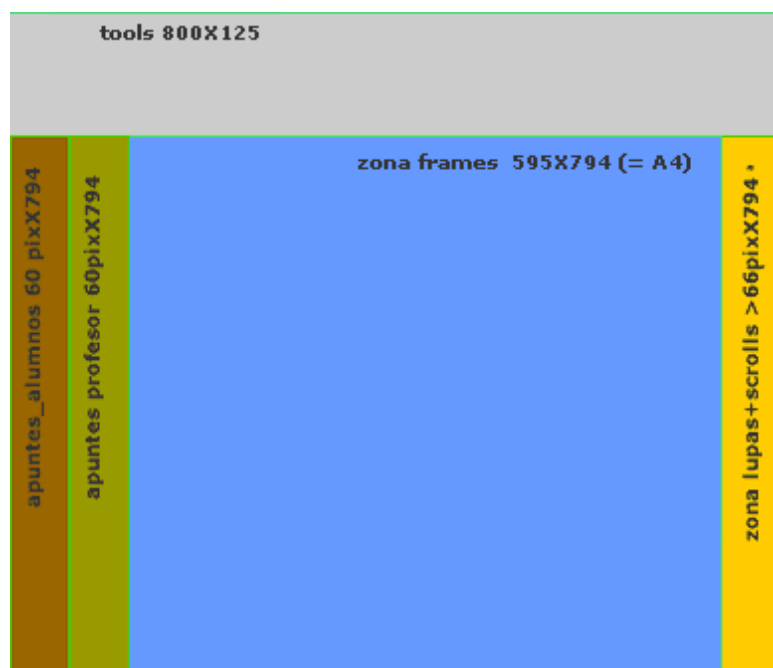 tools 800X125
zona frames  595X794 (= A4)
apuntes_alumnos 60 pixX794
apuntes profesor 60pixX794
zona lupas+scrolls >66pixX794 *